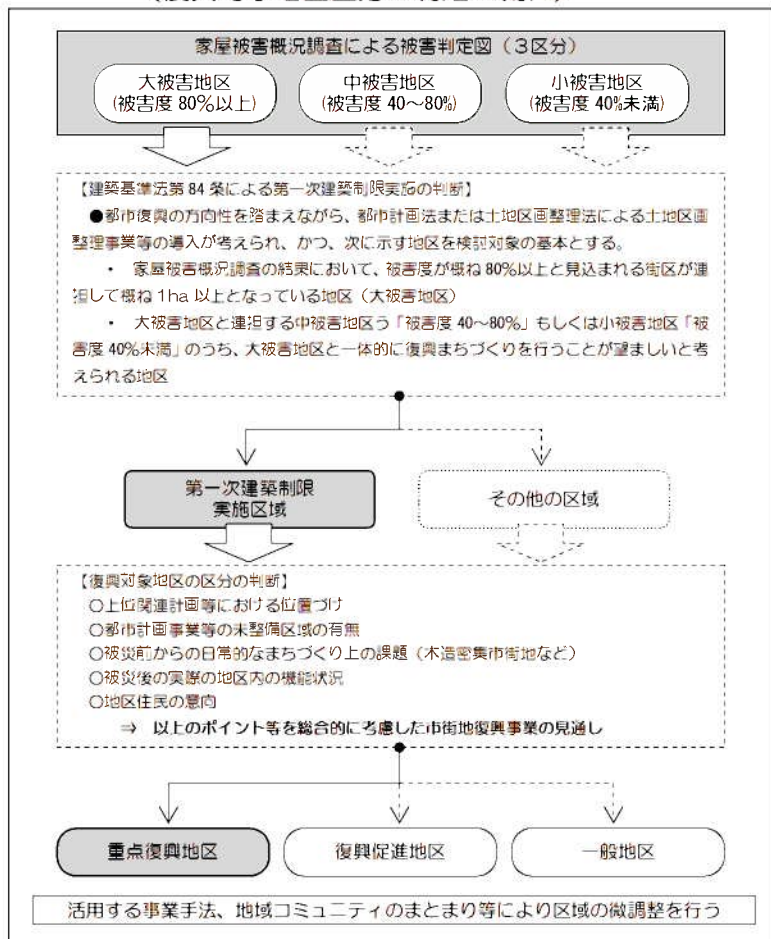 家屋被害概況調査による被害判定図（３区分）
大被害地区
(被害度 80%以上)
中被害地区
(被害度 40～80%)
小被害地区
(被害度 40%未満)
【建築基準法第 84 条による第一次建築制限実施の判断】
●都市復興の方向性を踏まえながら、都市計画法または土地区画整理法による土地区画
整理事業等の導入が考えられ、かつ、次に示す地区を検討対象の基本とする。
・ 家屋被害概況調査の結果において、被害度が概ね 80%以上と見込まれる街区が連
担して概ね 1ha 以上となっている地区（大被害地区）
・ 大被害地区と連担する中被害地区う「被害度 40～80%」もしくは小被害地区「被
害度 40%未満」のうち、大被害地区と一体的に復興まちづくりを行うことが望ましいと考
えられる地区
第一次建築制限
実施区域
その他の区域
【復興対象地区の区分の判断】
○上位関連計画等における位置づけ
○都市計画事業等の未整備区域の有無
○被災前からの日常的なまちづくり上の課題（木造密集市街地など）
○被災後の実際の地区内の機能状況
○地区住民の意向
⇒ 以上のポイント等を総合的に考慮した市街地復興事業の見通し
重点復興地区
復興促進地区
一般地区
活用する事業手法、地域コミュニティのまとまり等により区域の微調整を行う